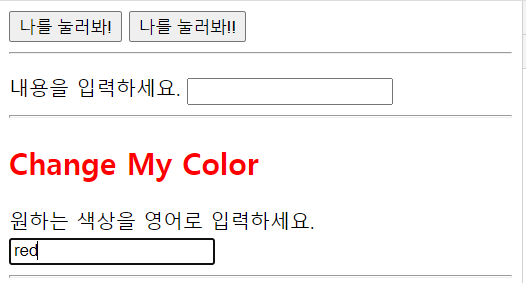 나를 눌러봐! 나를 눌러봐!!
내용을 입력하세요.
Change My Color
원하는 색상을 영어로 입력하세요.
red